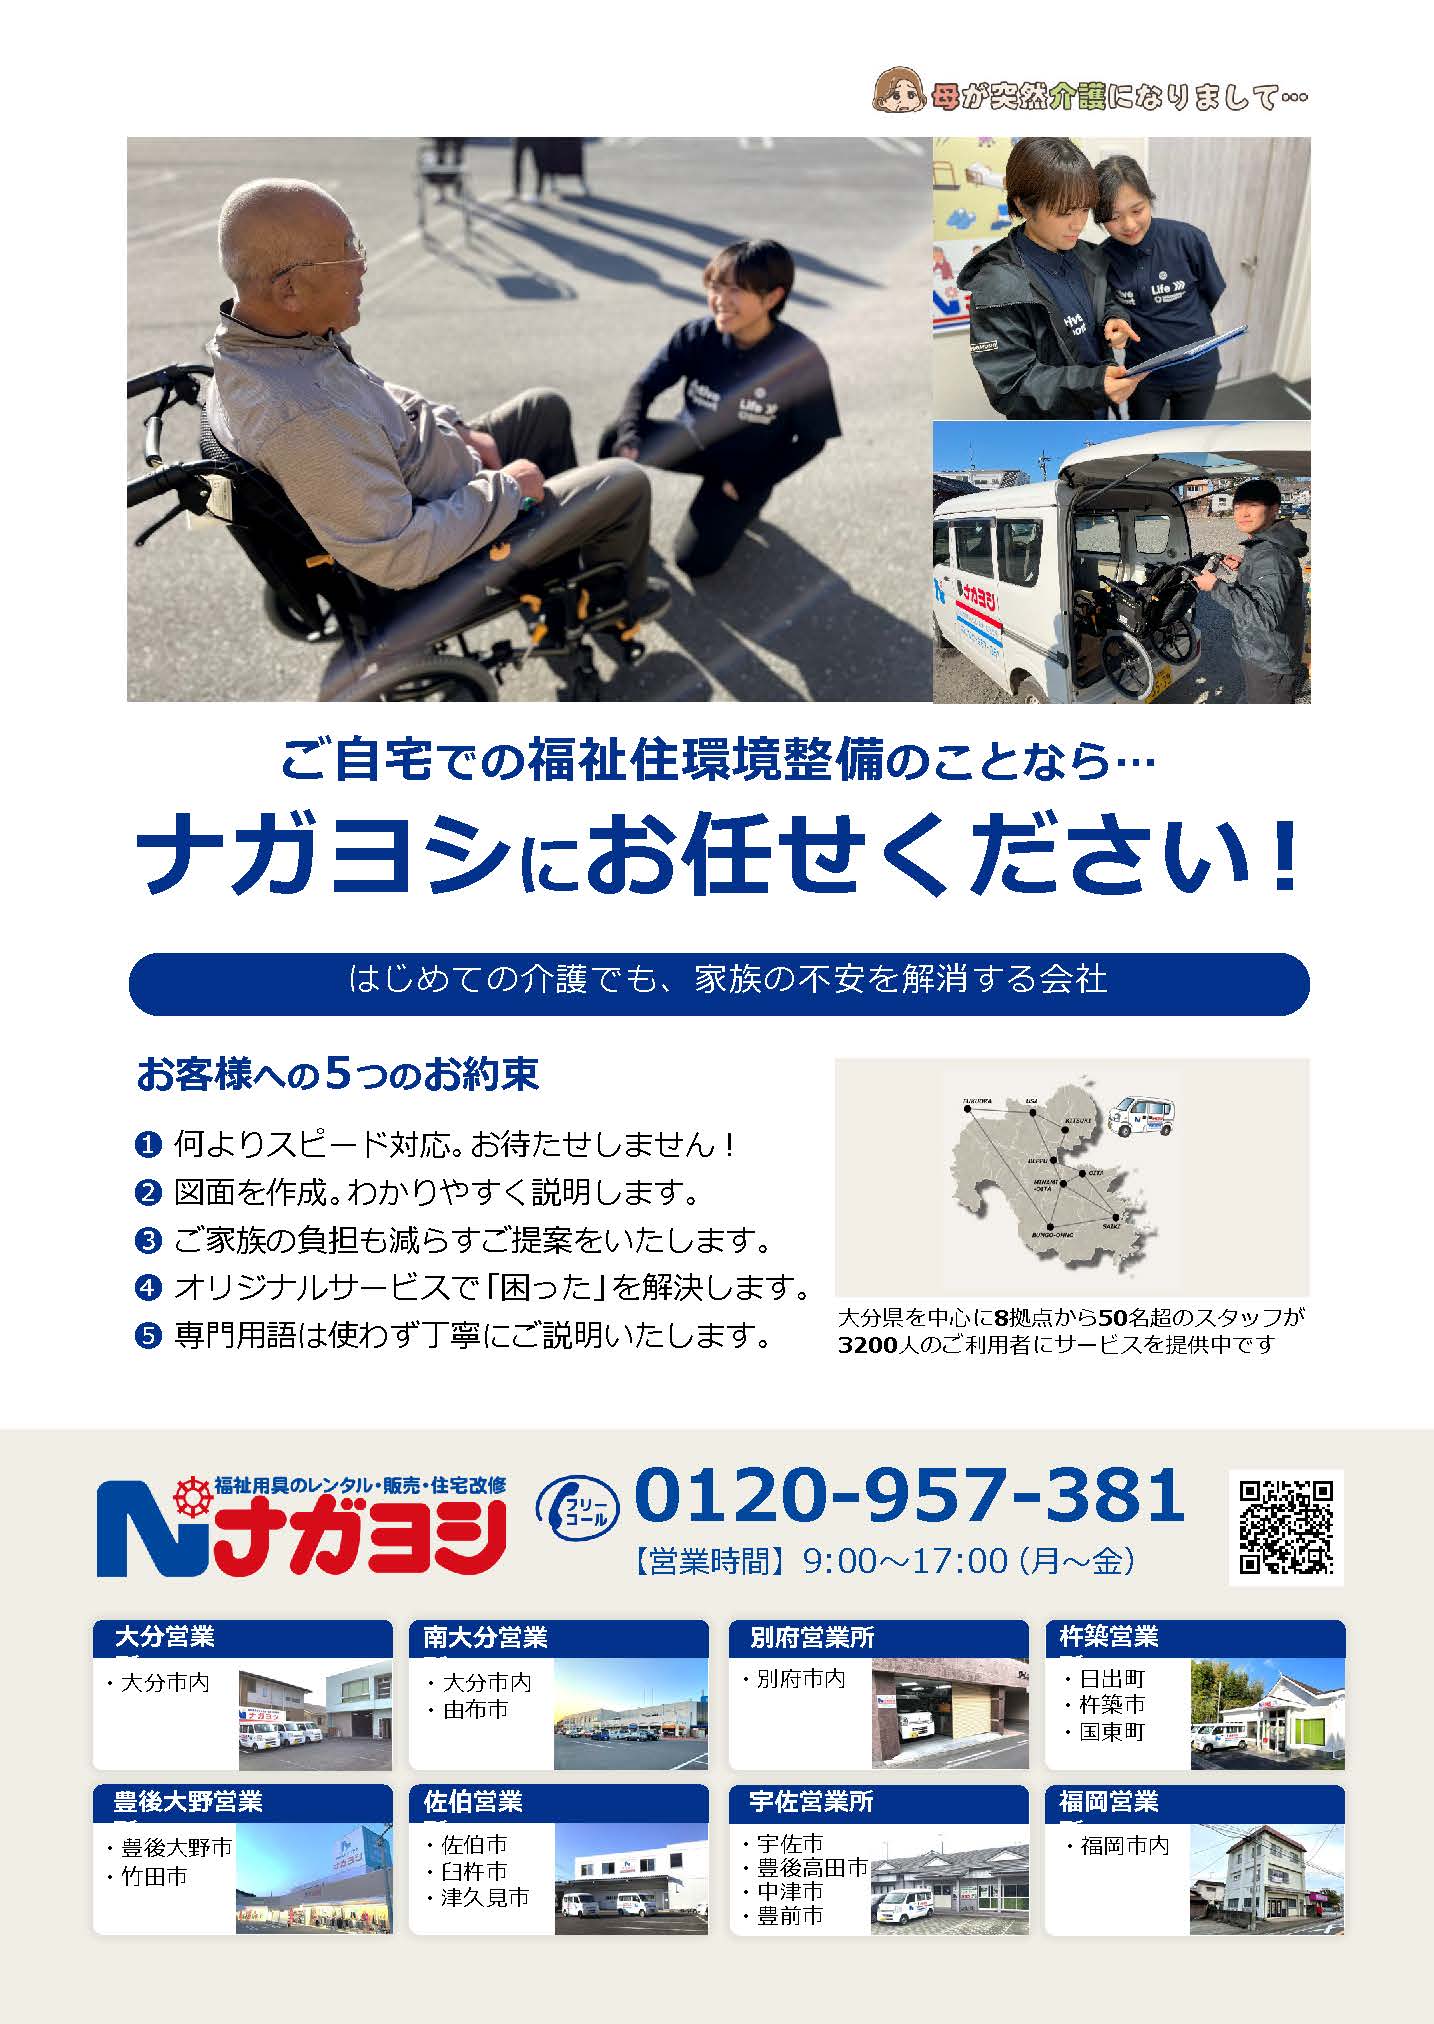 母が突然介護になりまして…
Life
Life
ナガヨシ
ご自宅での福祉住環境整備のことなら…
ナガヨシにお任せください!
はじめての介護でも、家族の不安を解消する会社
お客様への5つのお約束
❶ 何よりスピード対応。お待たせしません!
❷ 図面を作成。わかりやすく説明します。
❸ ご家族の負担も減らすご提案をいたします。
❹ オリジナルサービスで「困った」を解決します。
❺ 専門用語は使わず丁寧にご説明いたします。
FUKUOKA
USA
KITSUKI
BEPPU
OITA
MINAMI
-OITA
SAIKI
BUNGO-OHNO
大分県を中心に8拠点から50名超のスタッフが
3200人のご利用者にサービスを提供中です
福祉用具のレンタル・販売・住宅改修
ナガヨシ
フリー
コール
0120-957-381
【営業時間】9:00～17:00(月～金)
大分営業
・大分市内
南大分営業
・大分市内
・由布市
別府営業所
・別府市内
杵築営業
・日出町
・杵築市
・国東町
豊後大野営業
・豊後大野市
・竹田市
佐伯営業
・佐伯市
・臼杵市
・津久見市
宇佐営業所
・宇佐市
・豊後高田市
・中津市
・豊前市
福岡営業
・福岡市内